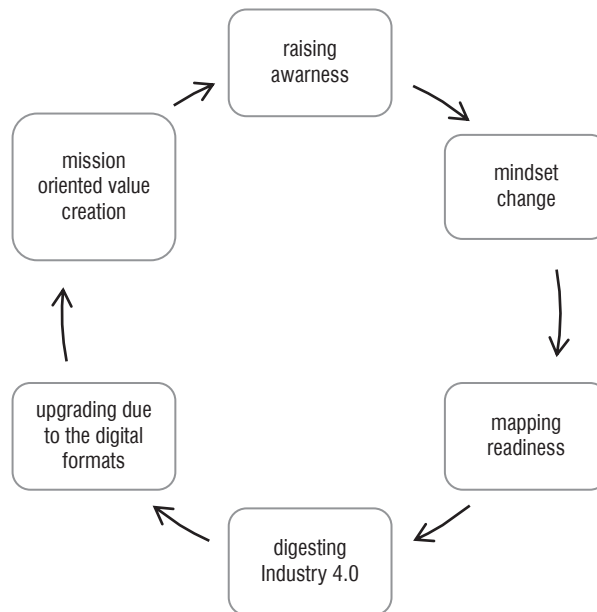 raising
awarness
mindset
change
mapping
readiness
digesting
Industry 4.0
upgrading due
to the digital
formats
mission
oriented value
creation